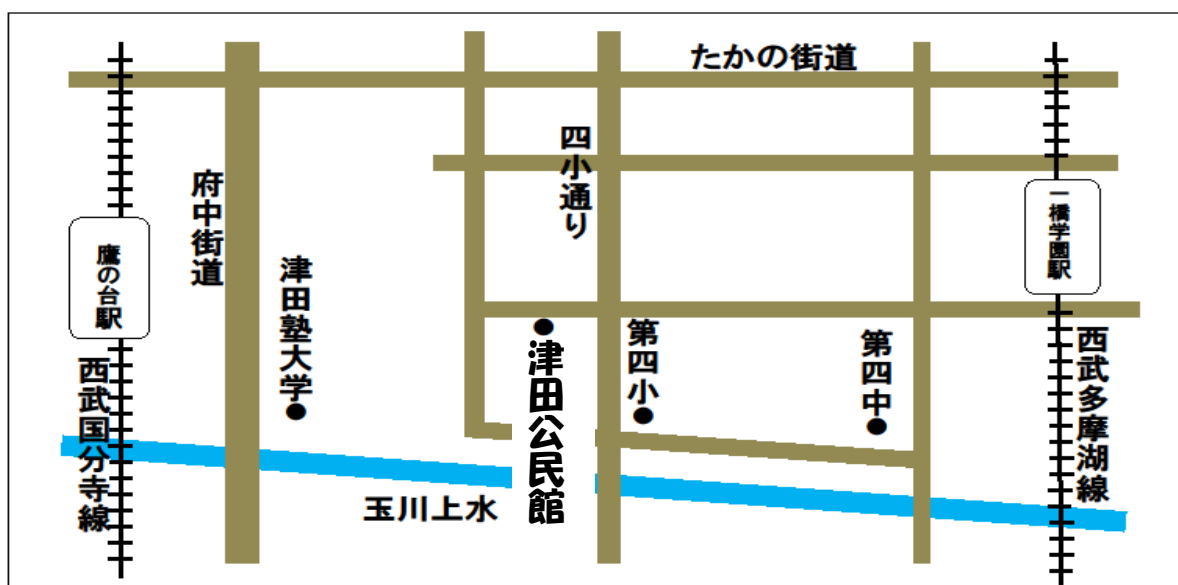 たかの街道
四小通り
府中街道
一橋学園駅
鷹の台駅
津田塾大学
津田公民館
第四小
第四中
西武多摩湖線
西武国分寺線
玉川上水